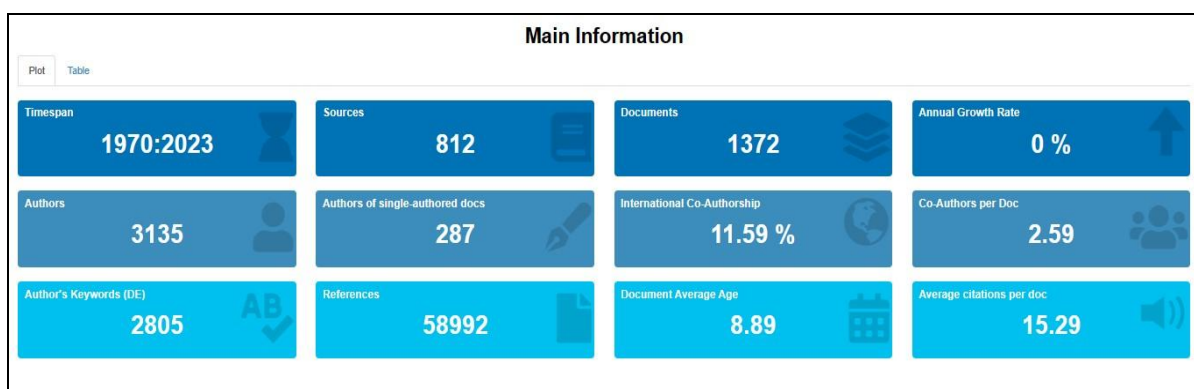 Main Information
Plot Table
Timespan
1970:2023
Sources
812
Documents
1372
Annual Growth Rate
0 %
Authors
3135
Authors of single-authored docs
287
International Co-Authorship
11.59 %
Co-Authors per Doc
2.59
Author's Keywords (DE)
2805
AB
References
58992
Document Average Age
8.89
Average citations per doc
15.29